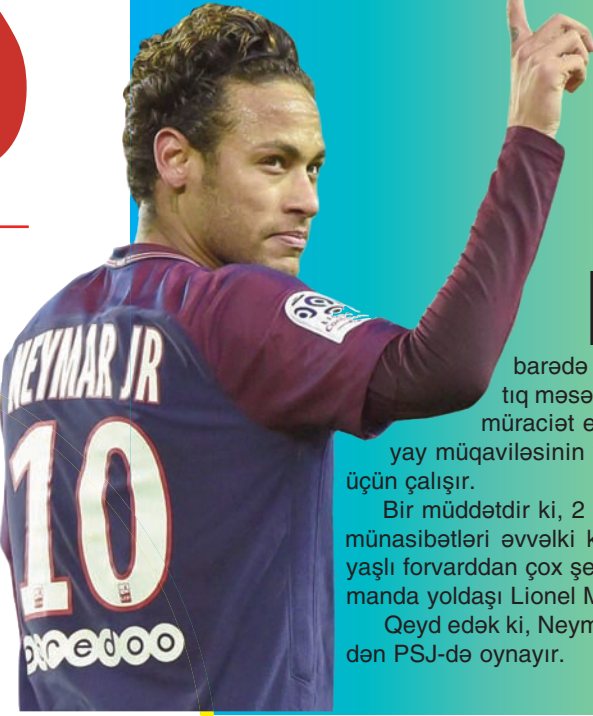 NEYMAR JR
10
ooredoo
barədə
tıq məsə
müraciət e
yay müqaviləsinin
üçün çalışır.
Bir müddətdir ki, 2
münasibətləri əvvəlki k
yaşlı forvarddan çox şe
manda yoldaşı Lionel M
Qeyd edək ki, Neym
dən PSJ-də oynayır.